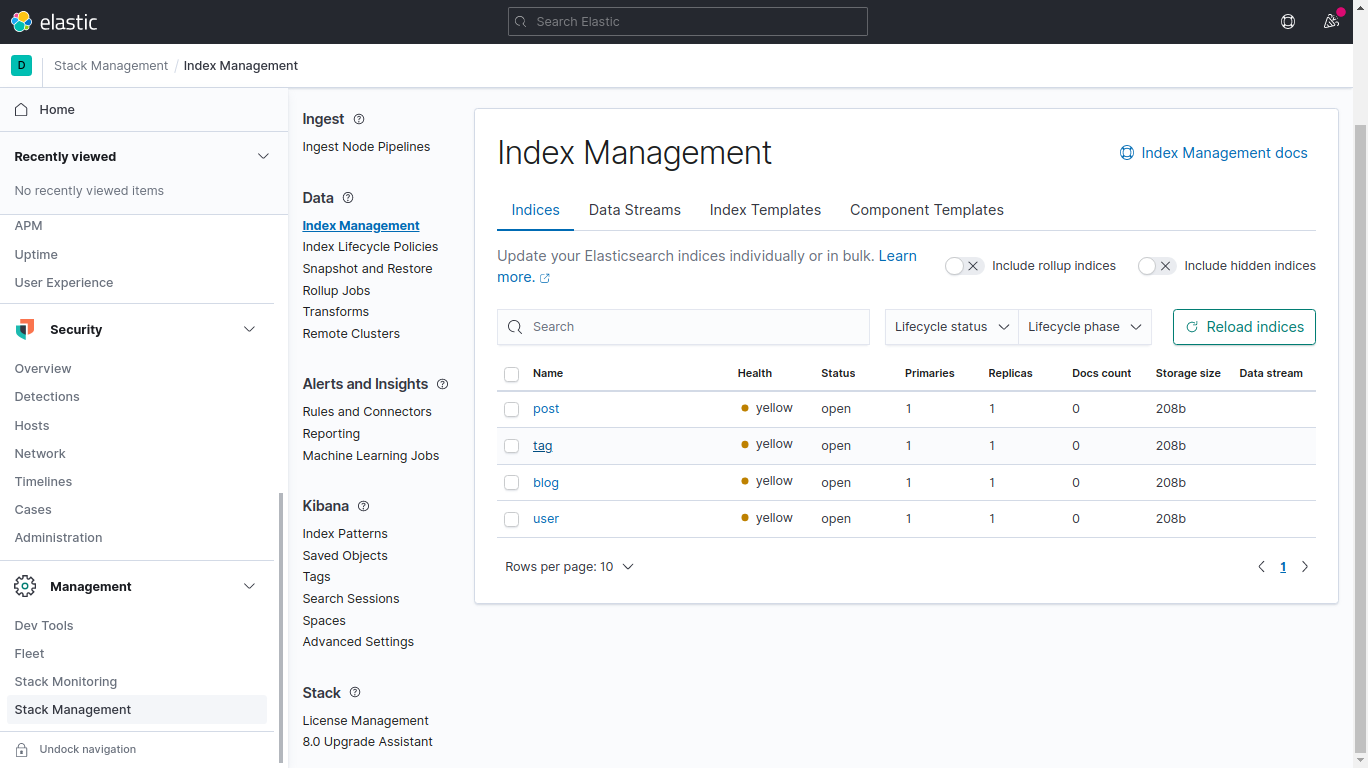 elastic
Search Elastic
D
Stack Management / Index Management
Home
Recently viewed
No recently viewed items
APM
Uptime
User Experience
Security
Overview
Detections
Hosts
Network
Timelines
Cases
Administration
Management
Dev Tools
Fleet
Stack Monitoring
Stack Management
Undock navigation
Ingest
Ingest Node Pipelines
Data
Index Management
Index Lifecycle Policies
Snapshot and Restore
Rollup Jobs
Transforms
Remote Clusters
Alerts and Insights
Rules and Connectors
Reporting
Machine Learning Jobs
Kibana
Index Patterns
Saved Objects
Tags
Search Sessions
Spaces
Advanced Settings
Stack
License Management
8.0 Upgrade Assistant
Index Management
Index Management docs
Indices Data Streams Index Templates Component Templates
Update your Elasticsearch indices individually or in bulk. Learn
more.
Include rollup indices
Include hidden indices
Search
Lifecycle status
Lifecycle phase
Reload indices
Name Health Status Primaries Replicas Docs count Storage size Data stream
post yellow open 1 1 0 208b
tag yellow open 1 1 0 208b
blog yellow open 1 1 0 208b
user yellow open 1 1 0 208b
Rows per page: 10
1